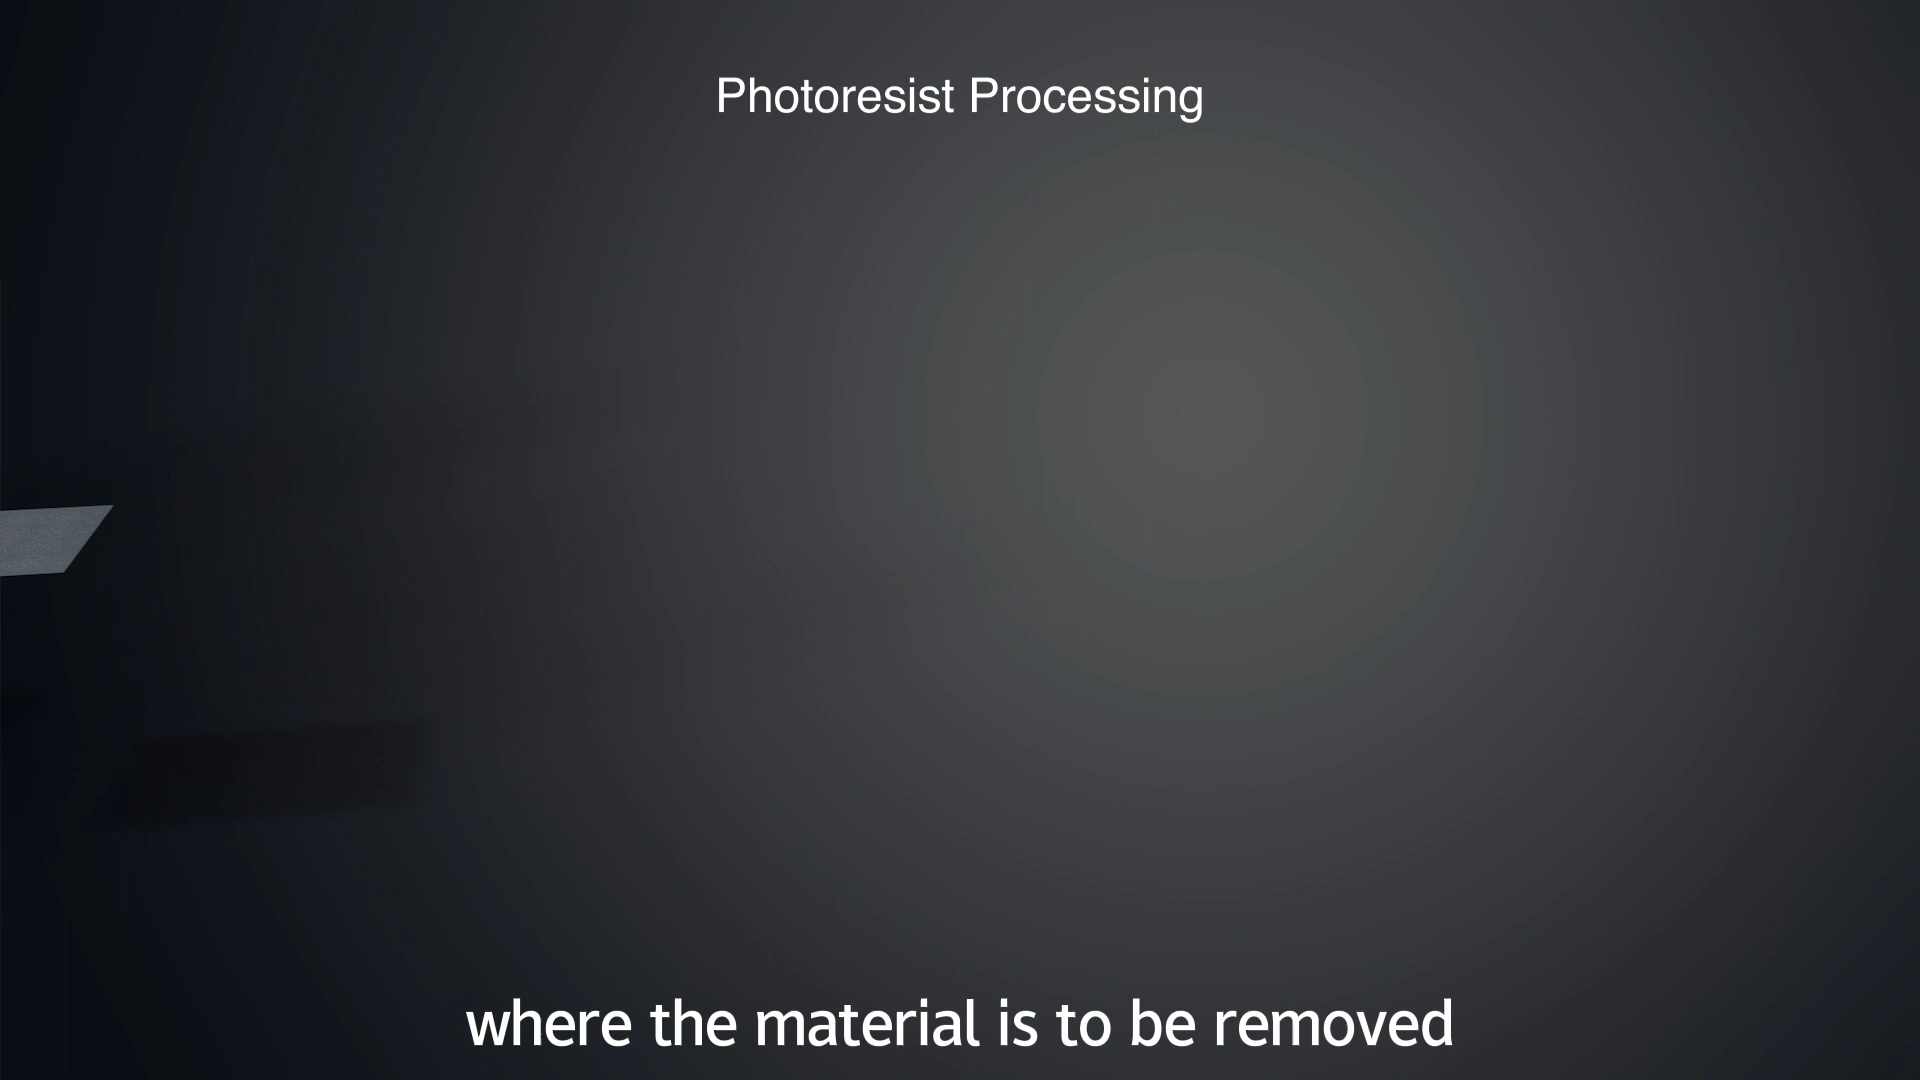 Photoresist Processing
where the material is to be removed